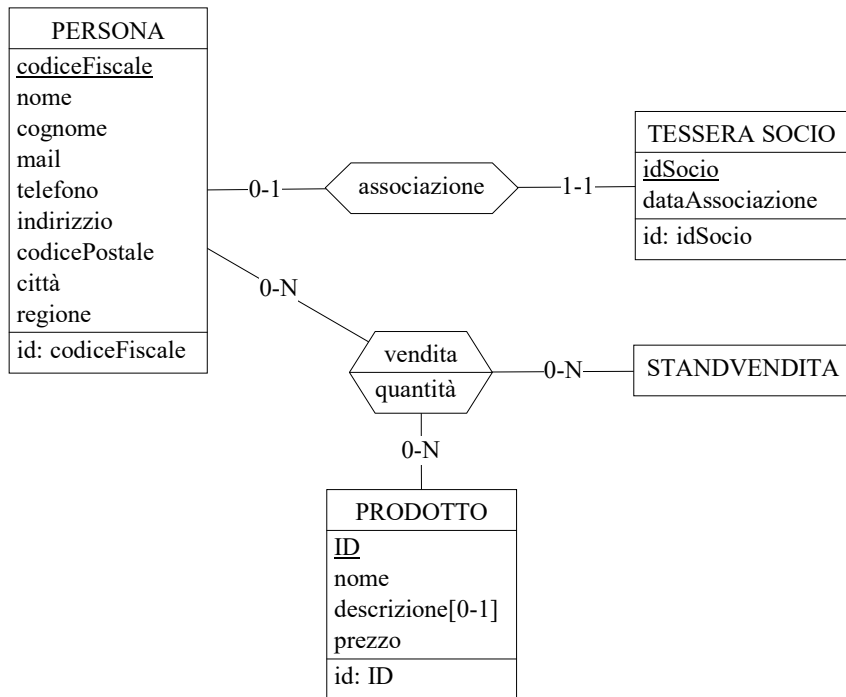 PERSONA
codiceFiscale
nome
cognome
mail
telefono
indirizzio
codicePostale
città
regione
id: codiceFiscale
0-1
associazione
1-1
TESSERA SOCIO
idSocio
dataAssociazione
id: idSocio
0-N
vendita
quantità
0-N
STANDVENDITA
0-N
PRODOTTO
ID
nome
descrizione[0-1]
prezzo
id: ID